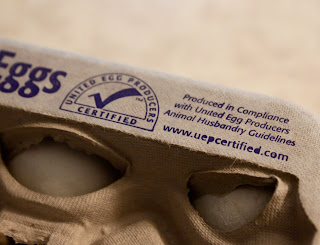 Eggs
UNITED EGG PRODUCERS
CERTIFIED
Produced in Compliance
with United Egg Producers
Animal Husbandry Guidelines
www.uepcertified.com